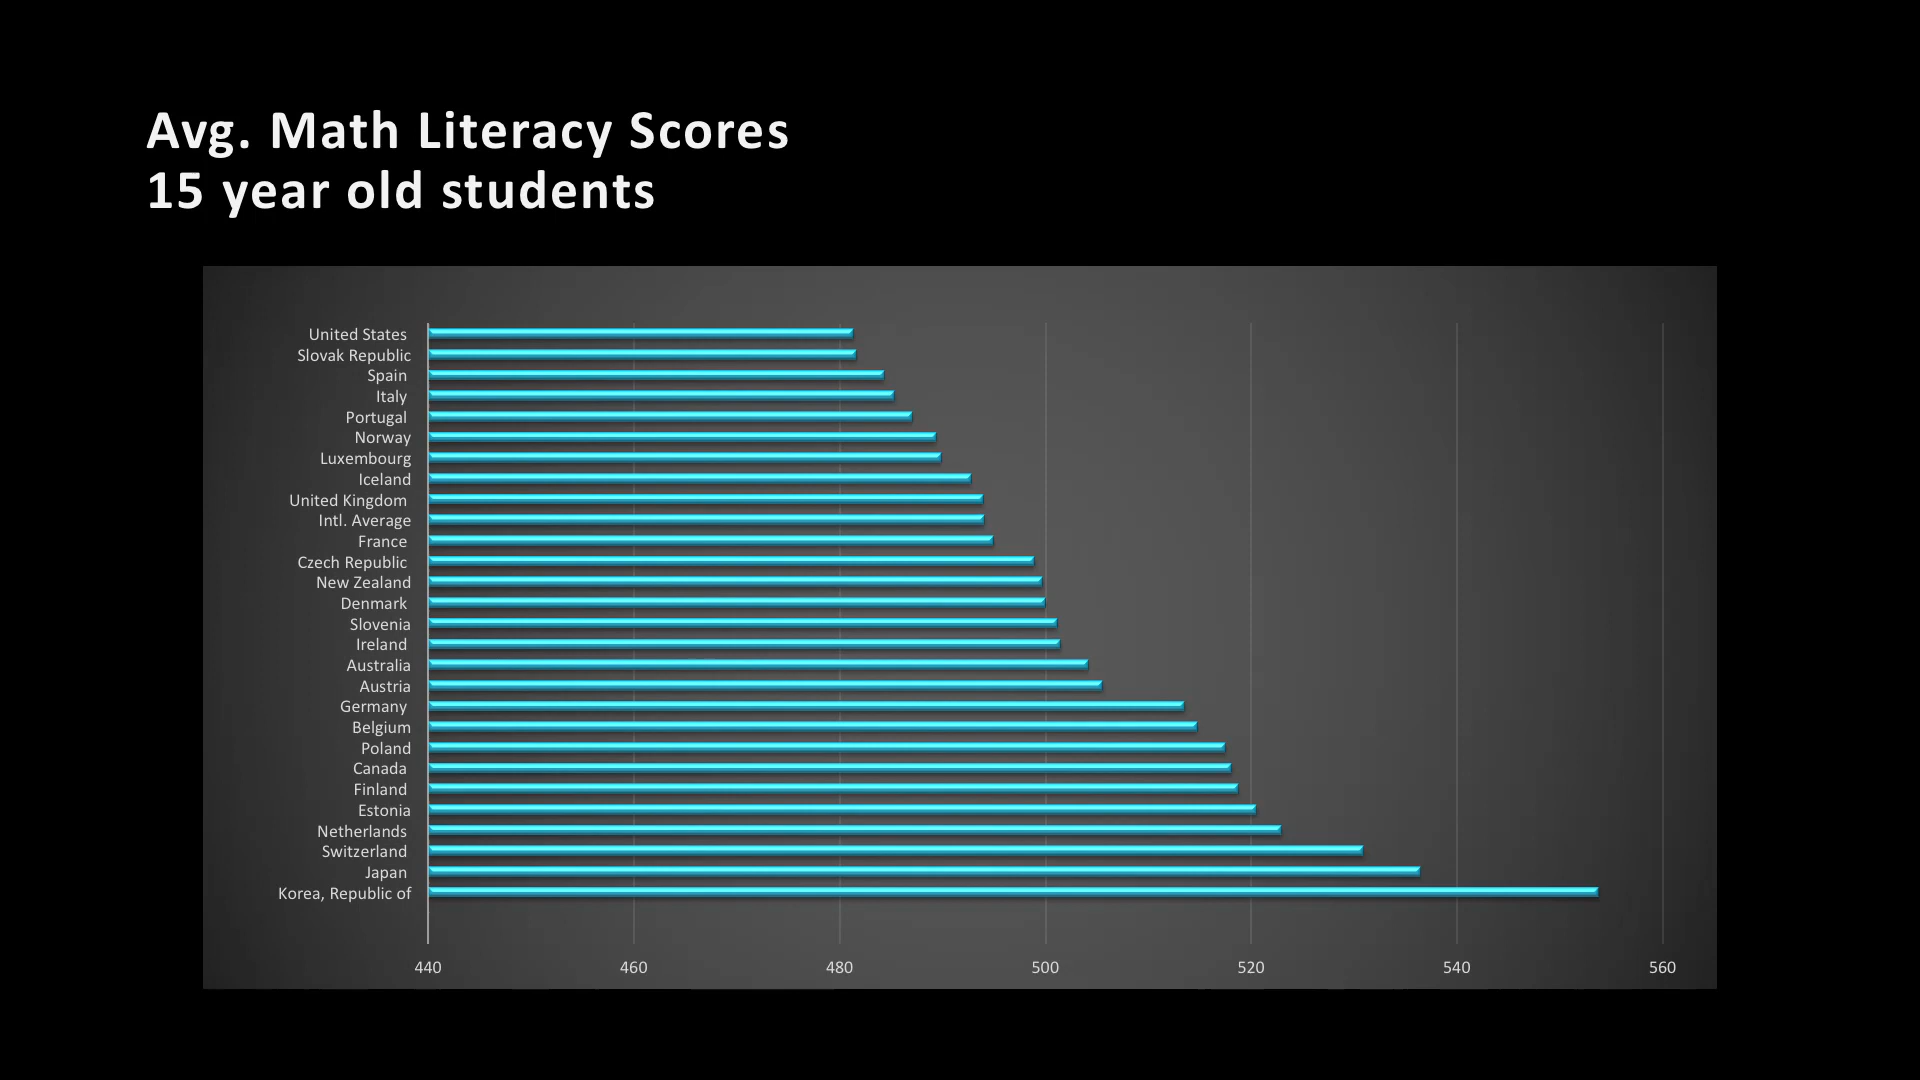 Avg. Math Literacy Scores
15 year old students
United States
Slovak Republic
Spain
Italy
Portugal
Norway
Luxembourg
Iceland
United Kingdom
Intl. Average
France
Czech Republic
New Zealand
Denmark
Slovenia
Ireland
Australia
Austria
Germany
Belgium
Poland
Canada
Finland
Estonia
Netherlands
Switzerland
Japan
Korea, Republic of
440 460 480 500 520 540 560